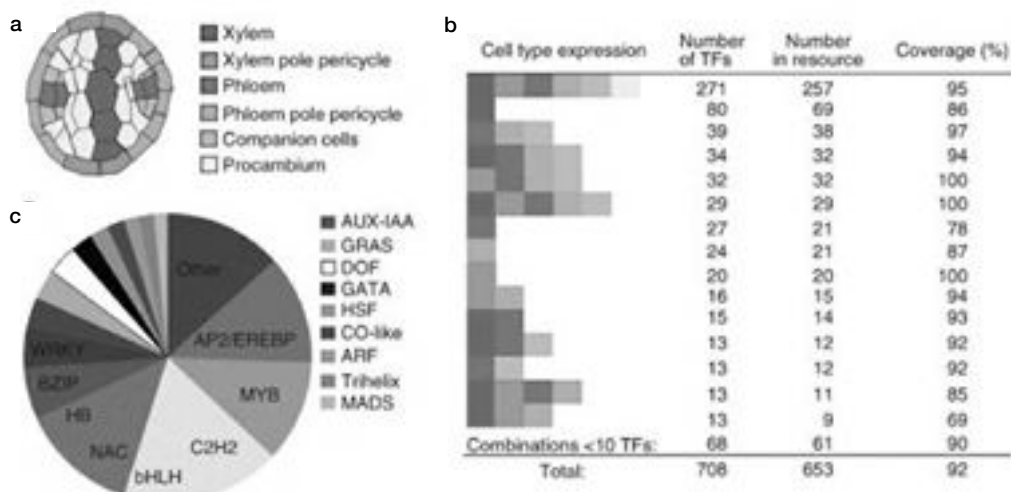 a
Xylem
Xylem pole pericycle
Phloem
Phloem pole pericycle
Companion cells
Procambium
b
Cell type expression Number of TFs Number in resource Coverage (%)
271 257 95
80 69 86
39 38 97
34 32 94
32 32 100
29 29 100
27 21 78
24 21 87
20 20 100
16 15 94
15 14 93
13 12 92
13 12 92
13 11 85
13 9 69
Combinations <10 TFs: 68 61 90
Total: 708 653 92
c
Other
AP2/EREBP
MYB
C2H2
bHLH
NAC
HB
BZIP
WRKY
AUX-IAA
GRAS
DOF
GATA
HSF
CO-like
ARF
Trihelix
MADS